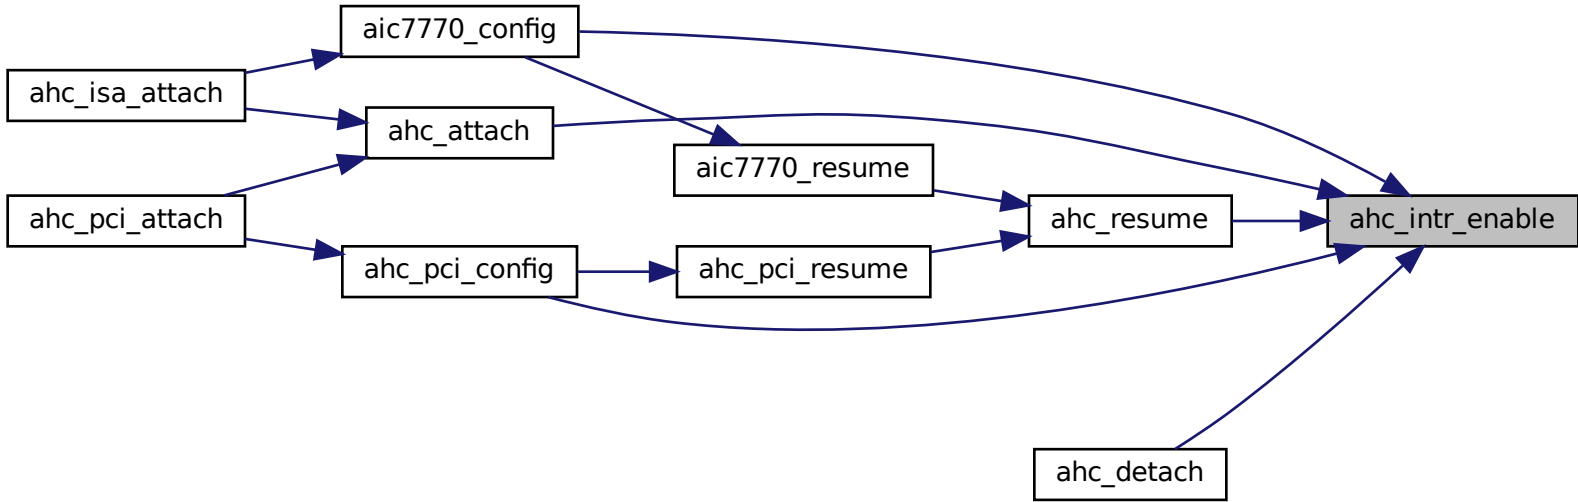 aic7770_config
ahc_isa_attach
ahc_attach
aic7770_resume
ahc_pci_attach
ahc_resume
ahc_intr_enable
ahc_pci_config
ahc_pci_resume
ahc_detach